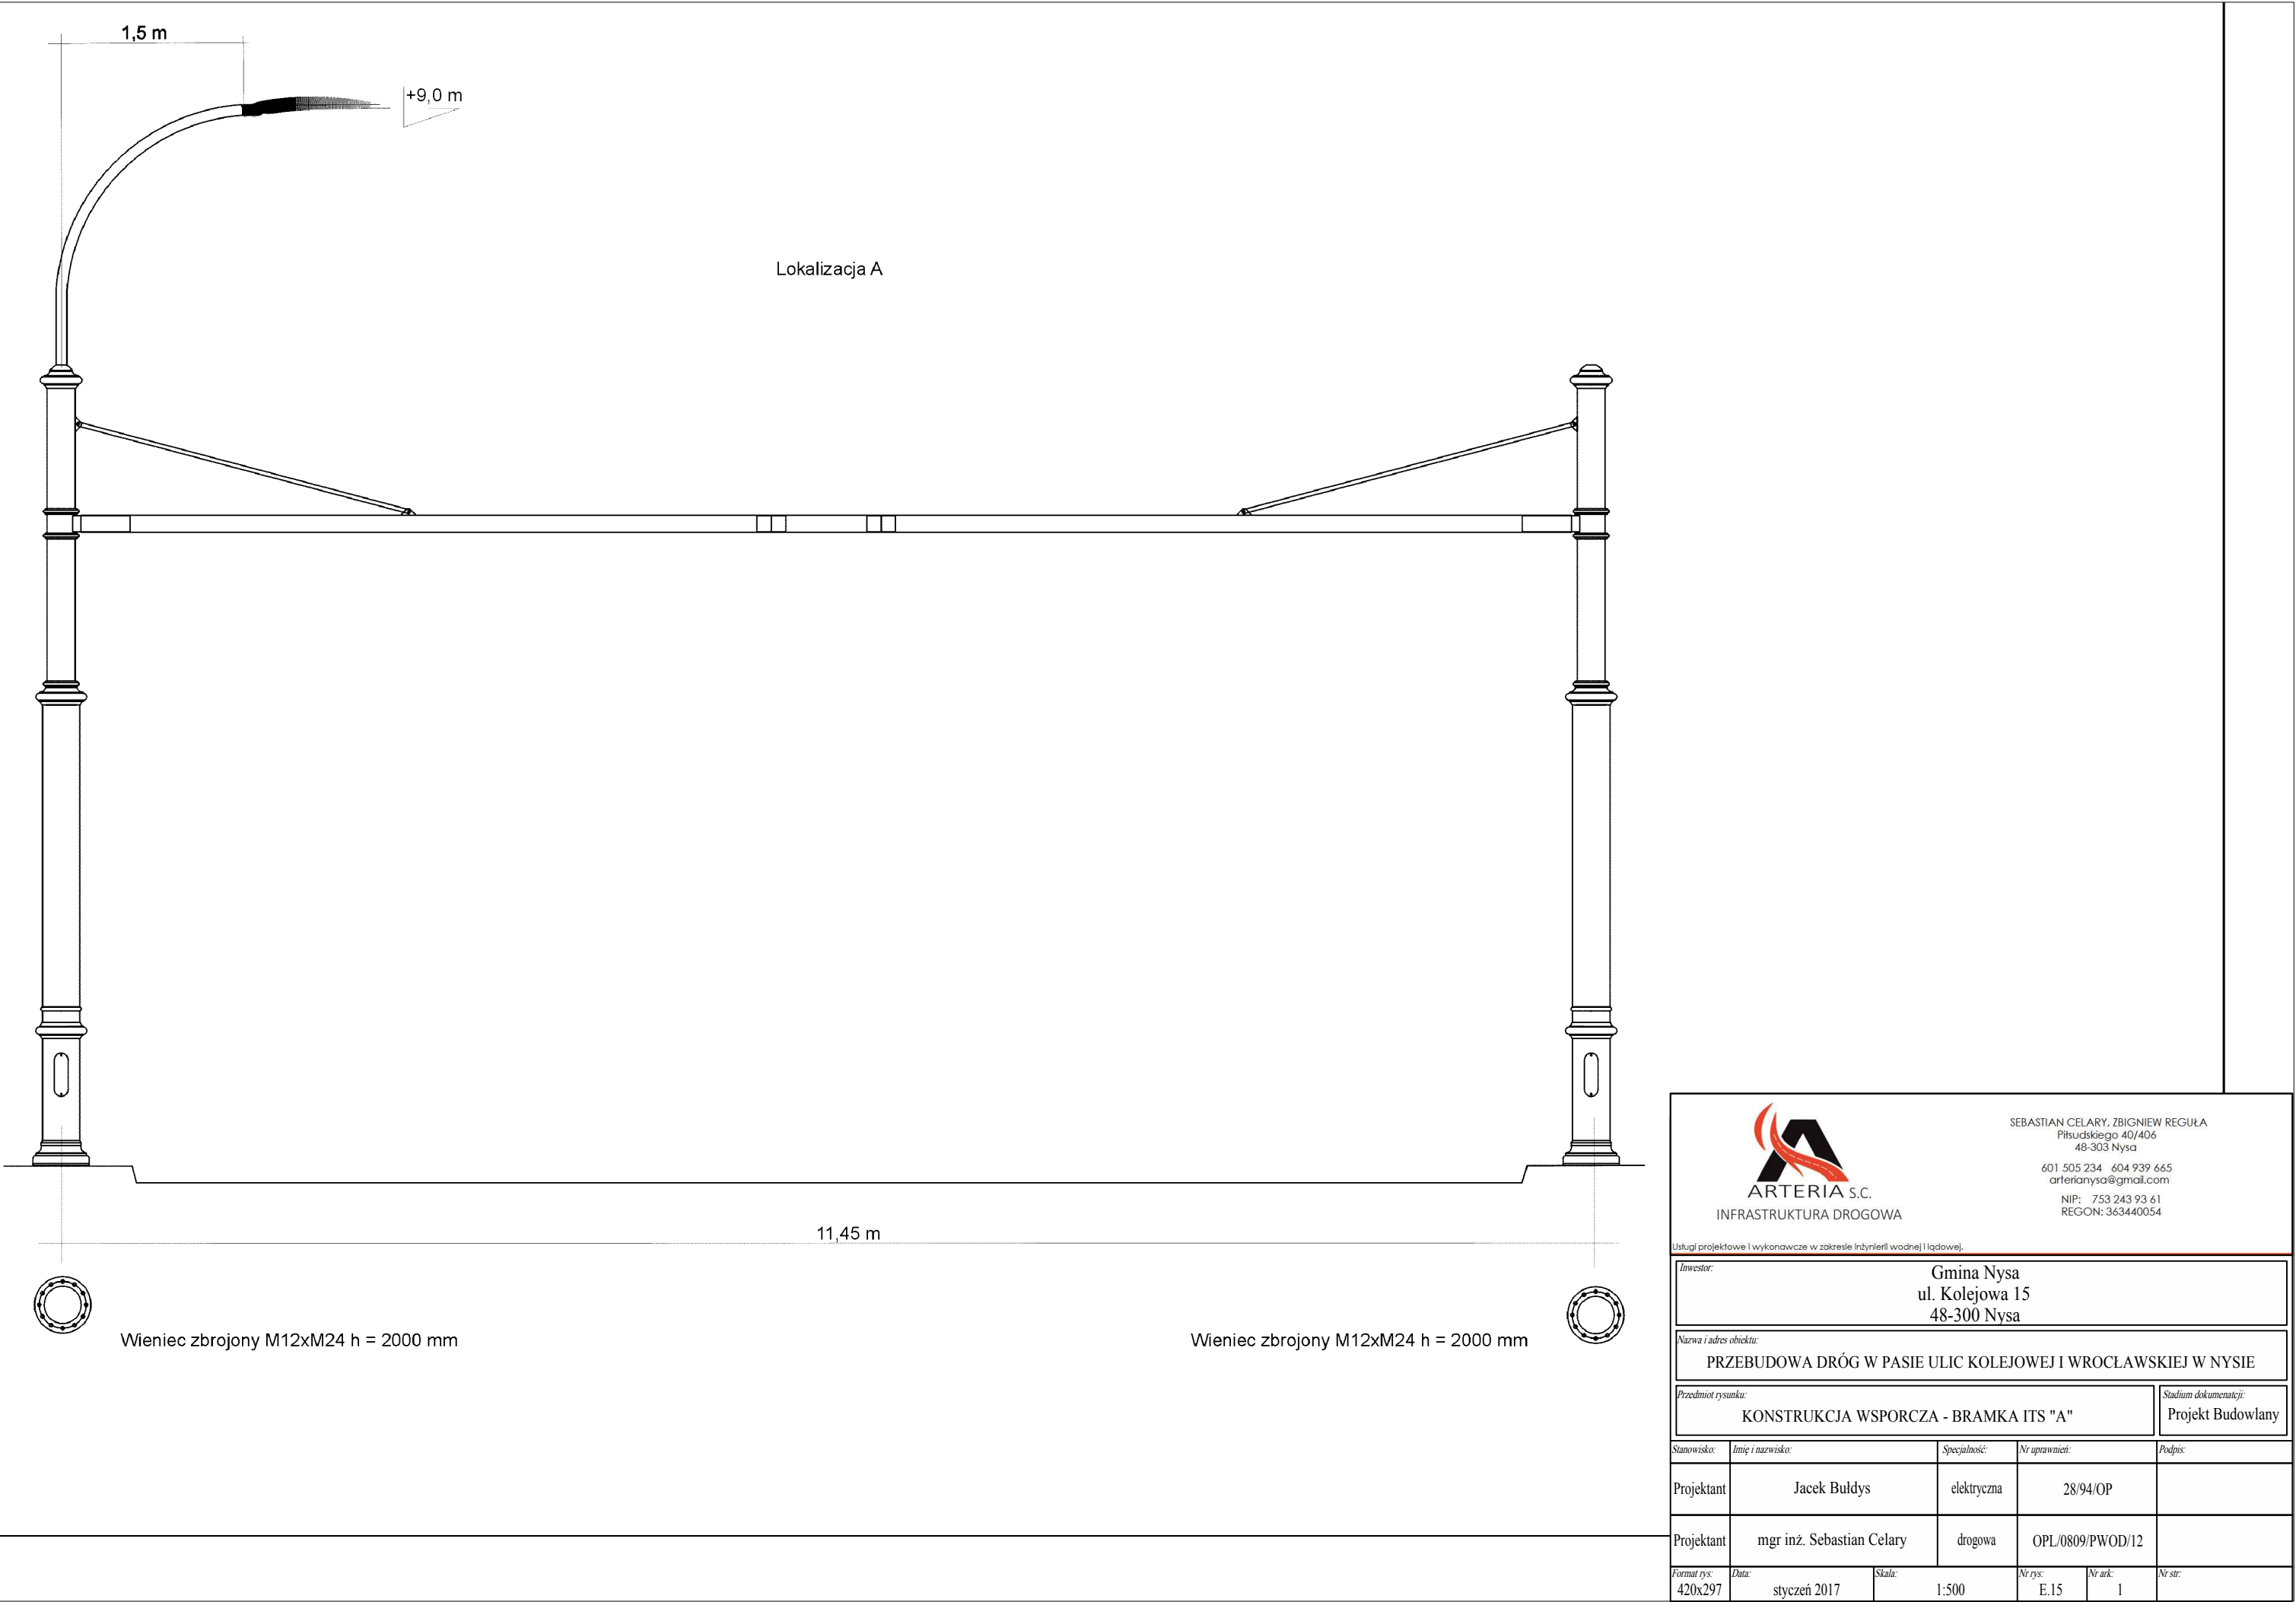 1,5 m
+9,0 m
Lokalizacja A
11,45 m
Wieniec zbrojony M12xM24 h = 2000 mm
Wieniec zbrojony M12xM24 h = 2000 mm
ARTERIA S.C.
INFRASTRUKTURA DROGOWA
SEBASTIAN CELARY, ZBIGNIEW REGUŁA
Piłsudskiego 40/406
48-303 Nysa
601 505 234 604 939 665
arterianysa@gmail.com
NIP: 753 243 93 61
REGON: 363440054
Usługi projektowe i wykonawcze w zakresie inżynierii wodnej i lądowej.
Inwestor:
Gmina Nysa
ul. Kolejowa 15
48-300 Nysa
Nazwa i adres obiektu:
PRZEBUDOWA DRÓG W PASIE ULIC KOLEJOWEJ I WROCŁAWSKIEJ W NYSIE
Przedmiot rysunku:
KONSTRUKCJA WSPORCZA - BRAMKA ITS "A"
Stadium dokumenatcji:
Projekt Budowlany
Stanowisko: Imię i nazwisko: Specjalność: Nr uprawnień: Podpis:
Projektant Jacek Bułdys elektryczna 28/94/OP
Projektant mgr inż. Sebastian Celary drogowa OPL/0809/PWOD/12
Format rys: Data: Skala: Nr rys: Nr ark: Nr str:
420x297 styczeń 2017 1:500 E.15 1